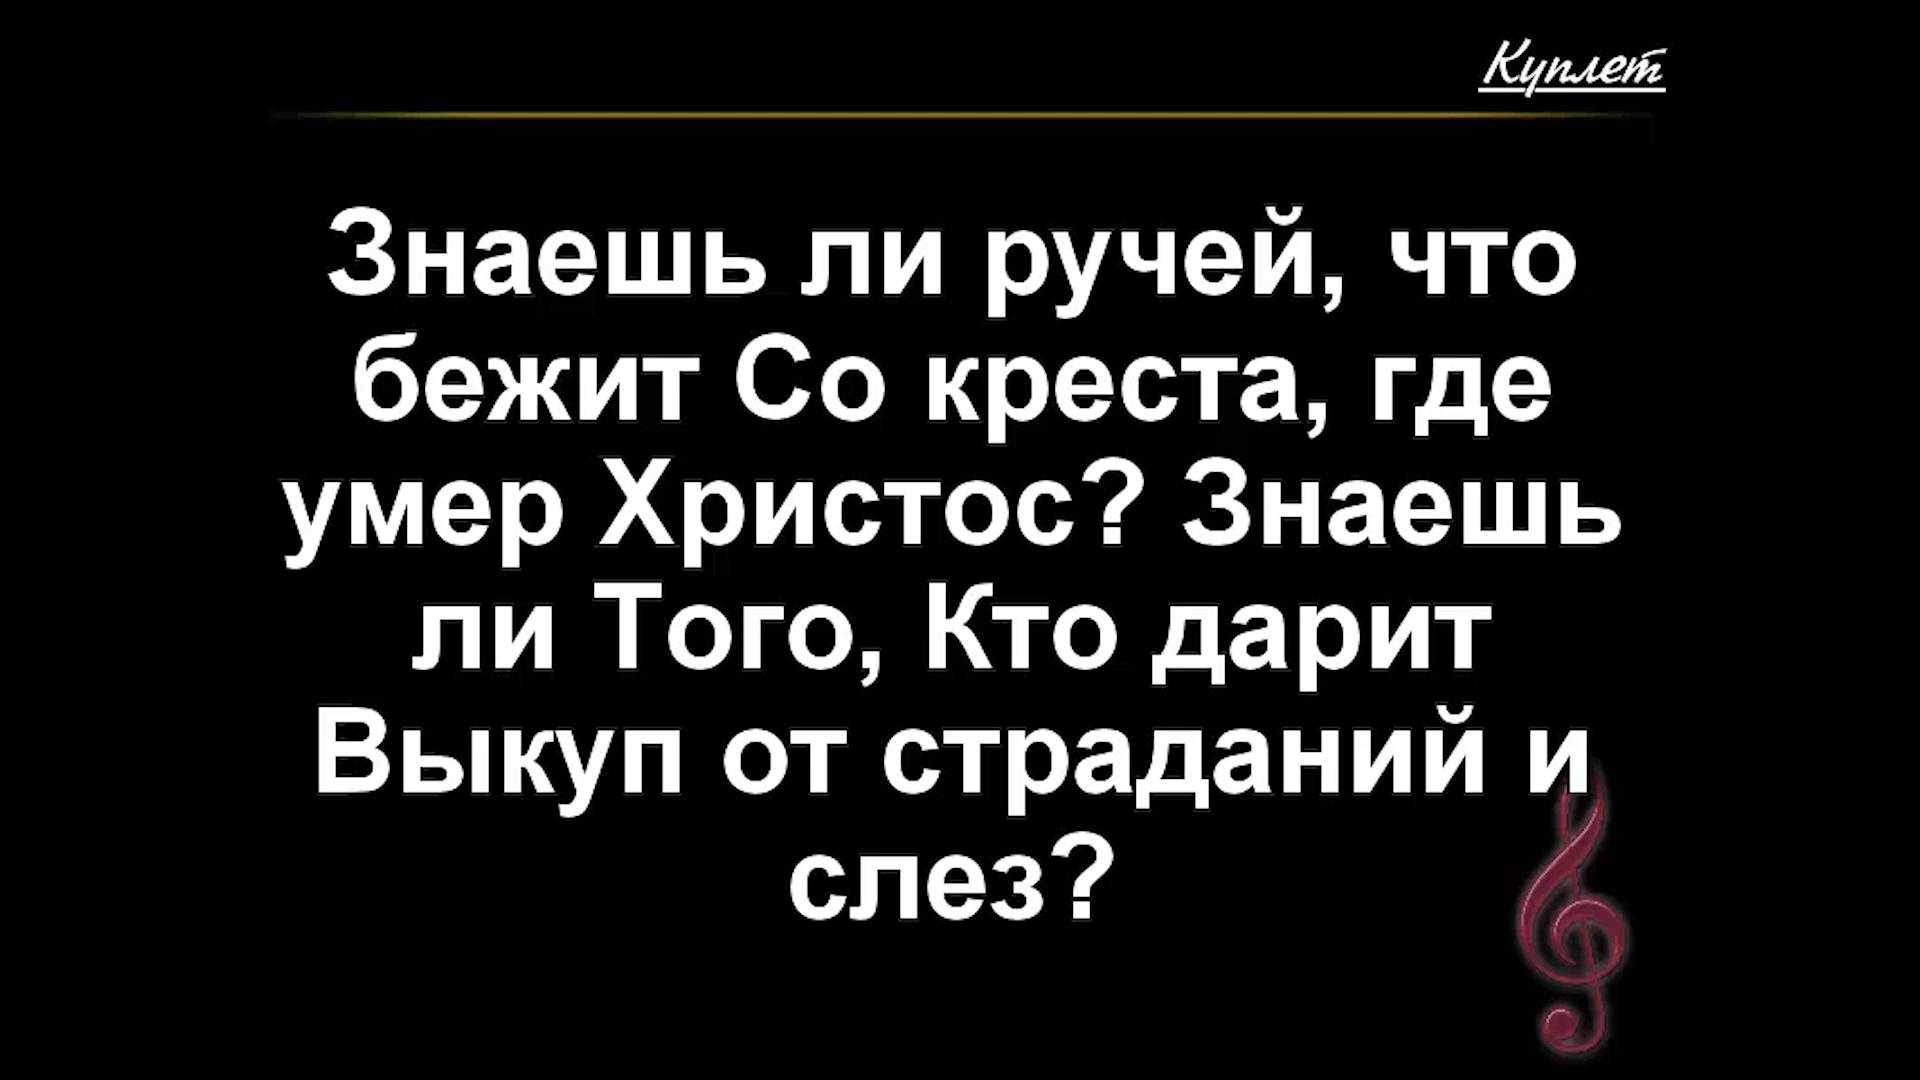 Куплет
Знаешь ли ручей, что
бежит Со креста, где
умер Христос? Знаешь
ли Того, Кто дарит
Выкуп от страданий и
слез?